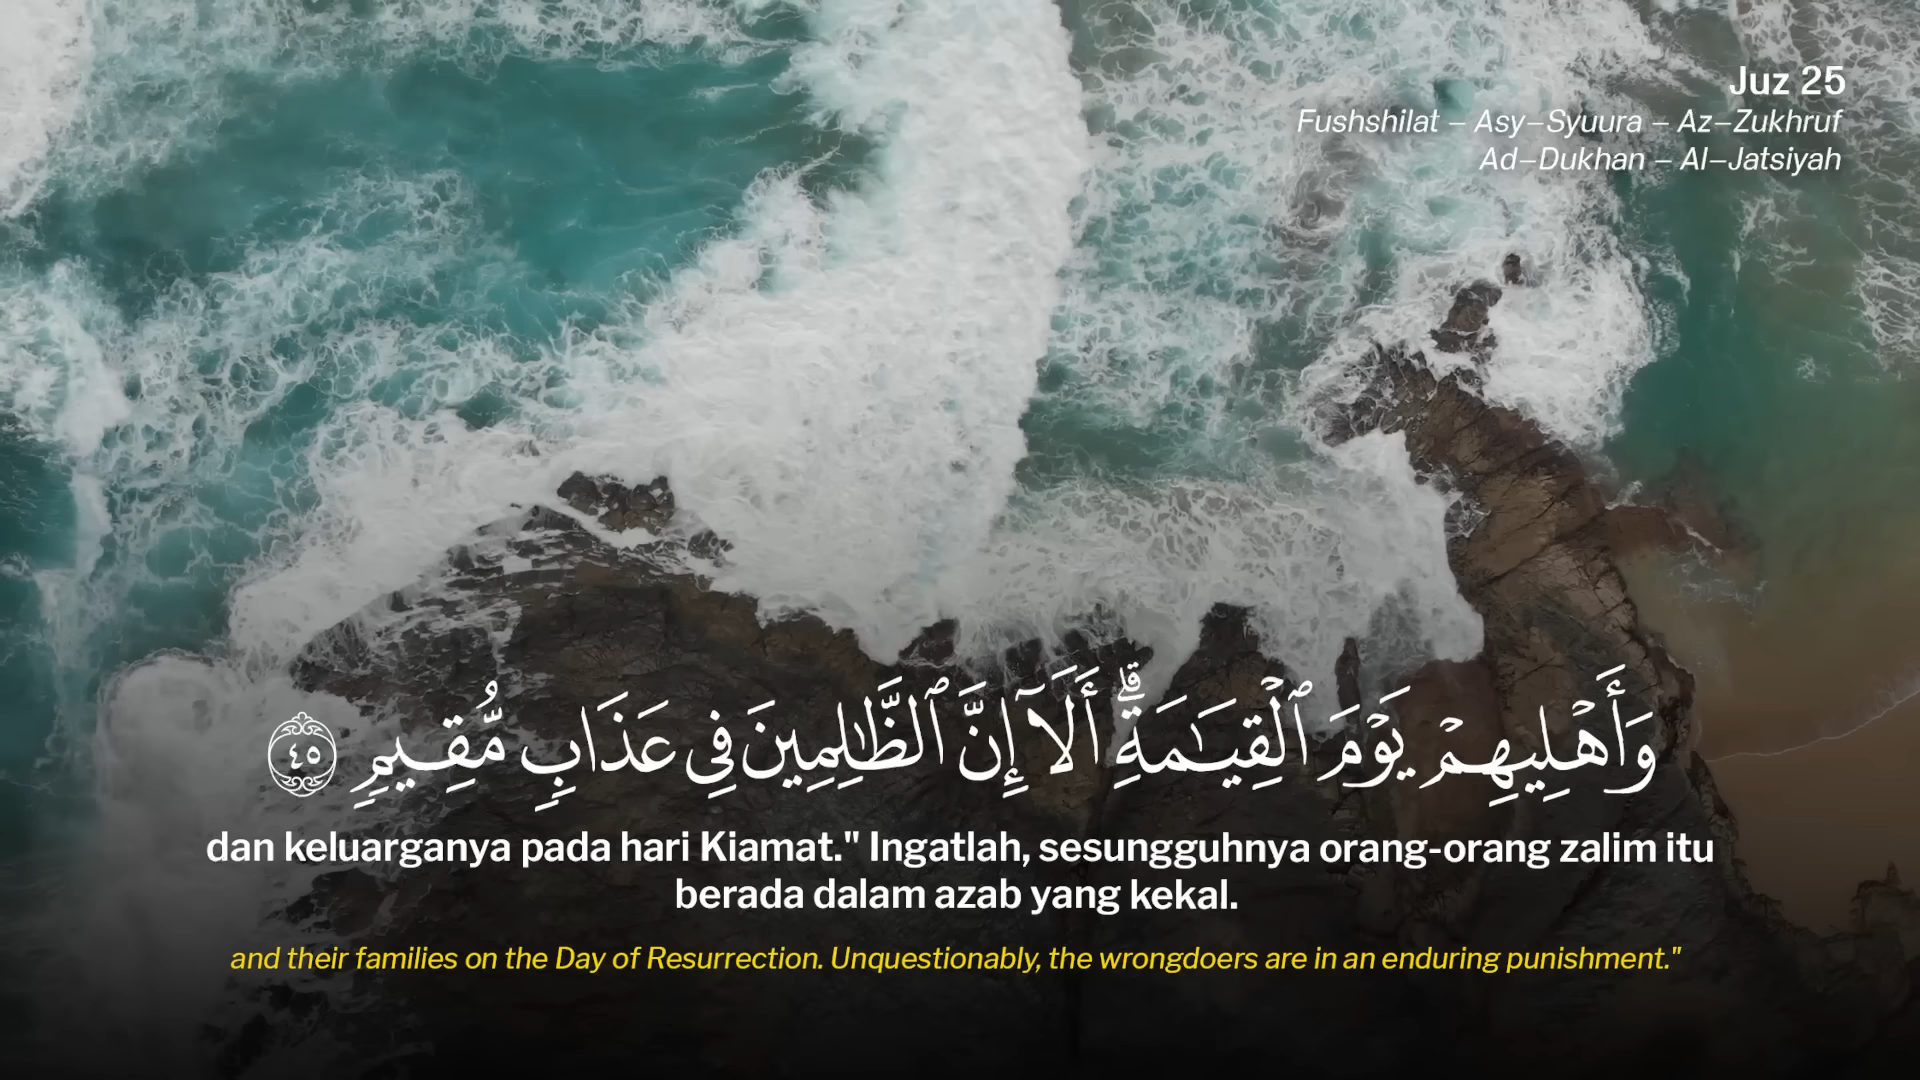 Juz 25
Fushshilat – Asy–Syuura – Az–Zukhruf
Ad–Dukhan – Al–Jatsiyah
وَأَهْلِيهِمْ يَوْمَ ٱلْقِيَـٰمَةِ ۗ أَلَآ إِنَّ ٱلظَّـٰلِمِينَ فِى عَذَابٍ مُّقِيمٍ ٤٥
dan keluarganya pada hari Kiamat." Ingatlah, sesungguhnya orang-orang zalim itu
berada dalam azab yang kekal.
and their families on the Day of Resurrection. Unquestionably, the wrongdoers are in an enduring punishment."